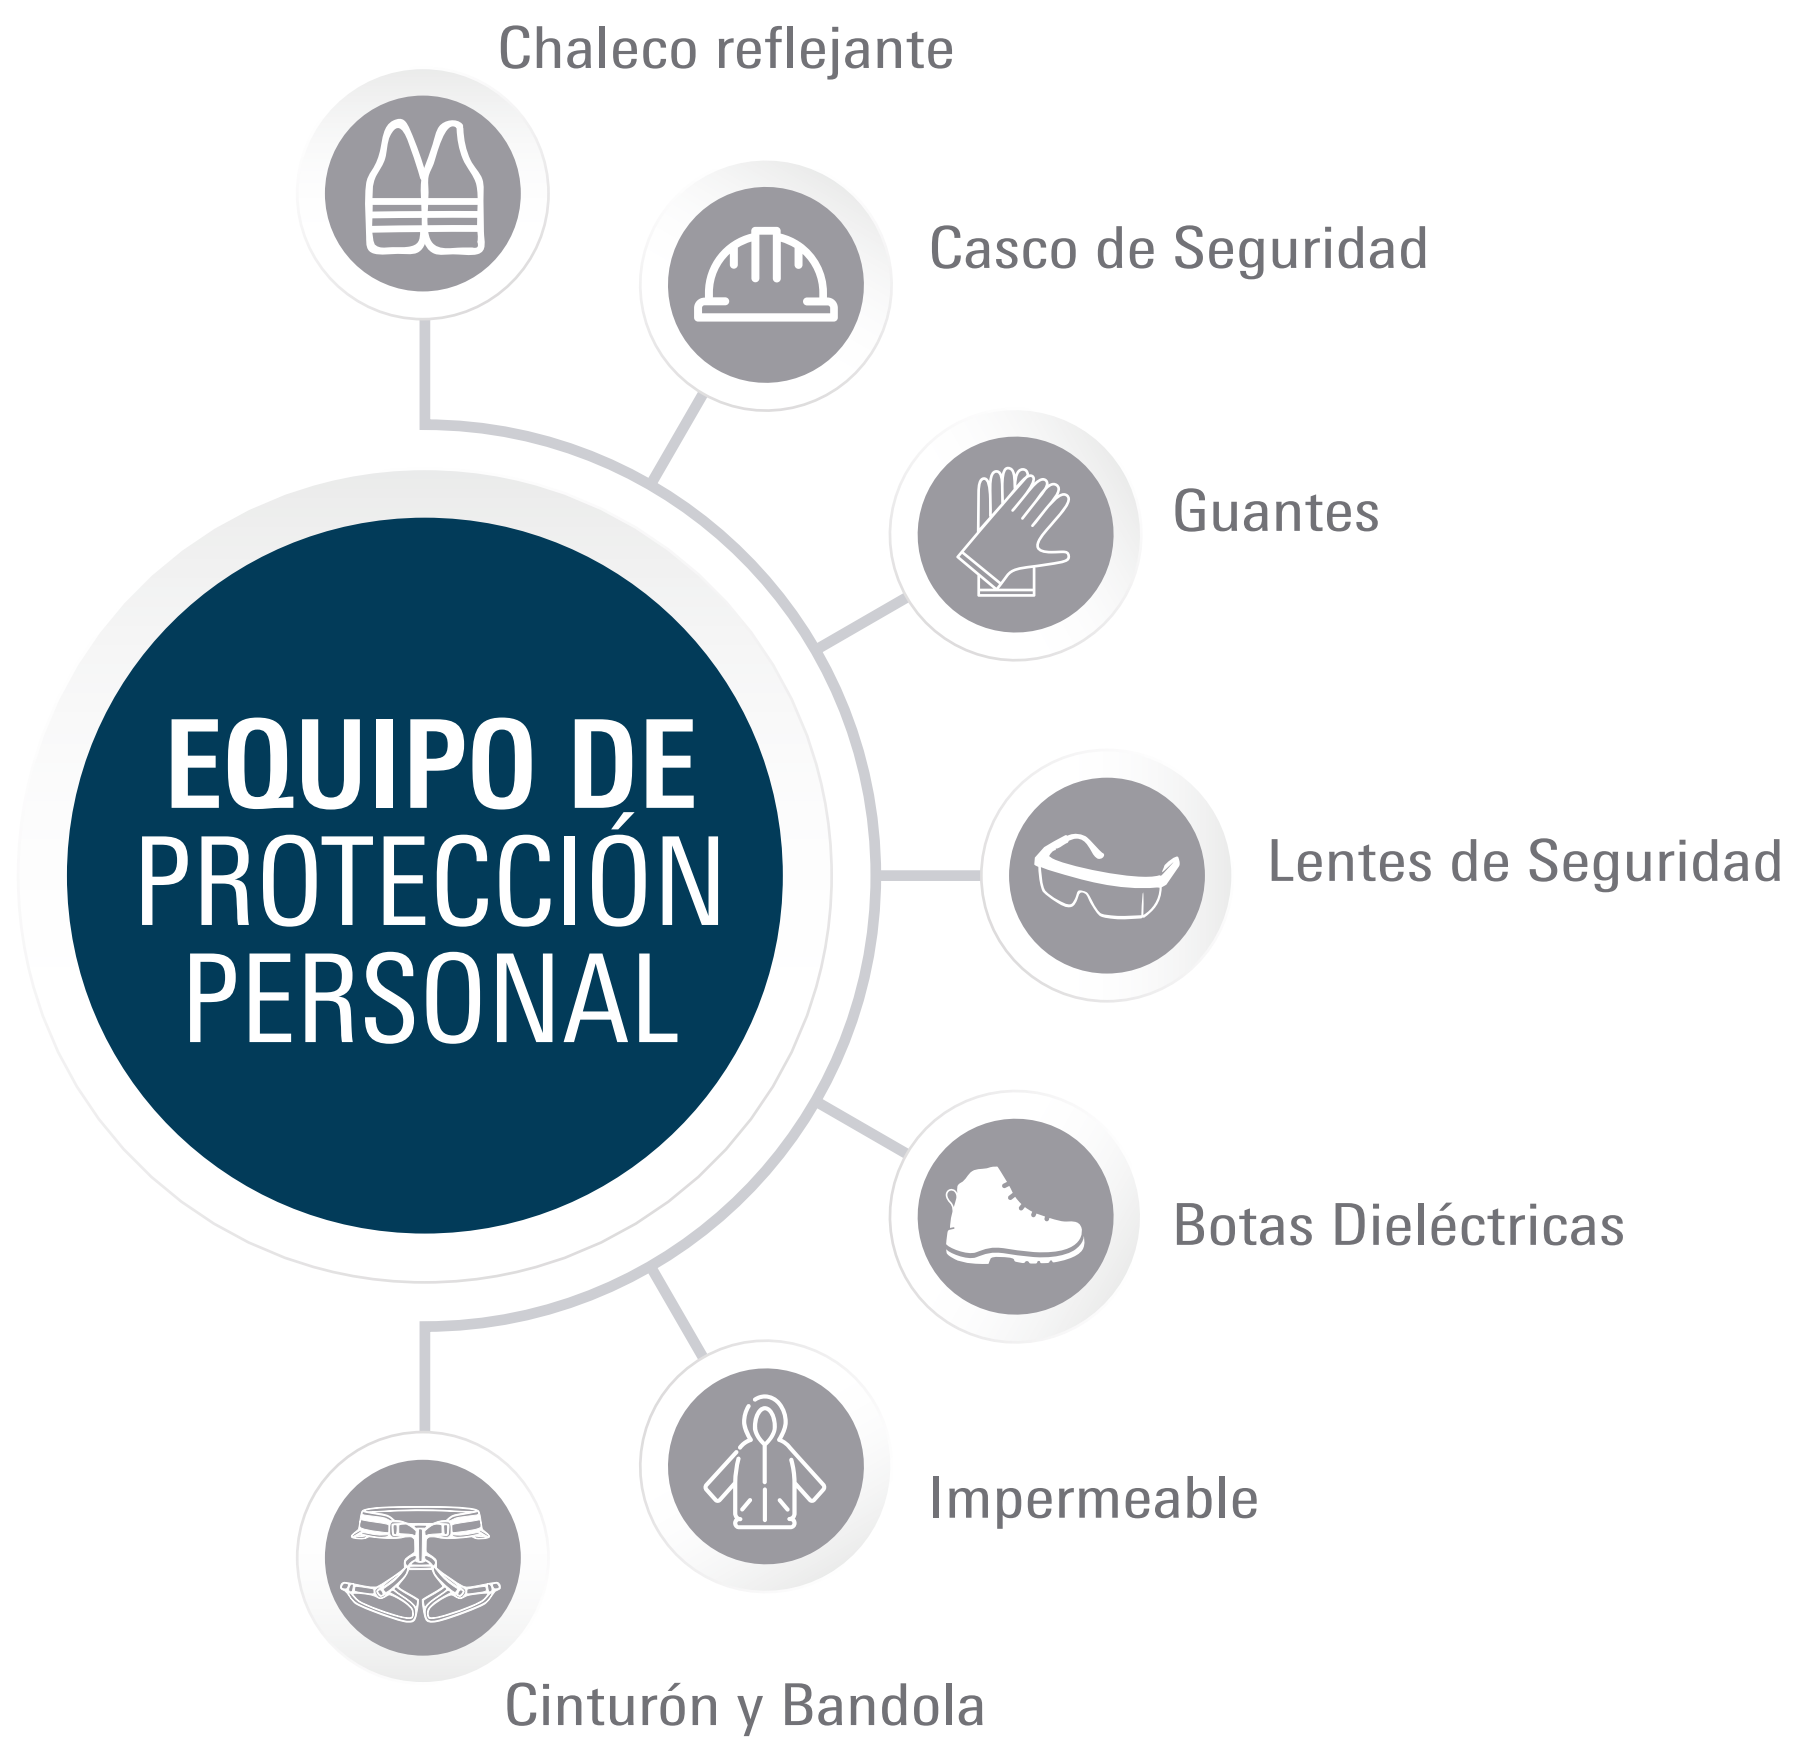 Chaleco reflejante
Casco de Seguridad
Guantes
Lentes de Seguridad
EQUIPO DE
PROTECCIÓN
PERSONAL
Botas Dieléctricas
Impermeable
Cinturón y Bandola